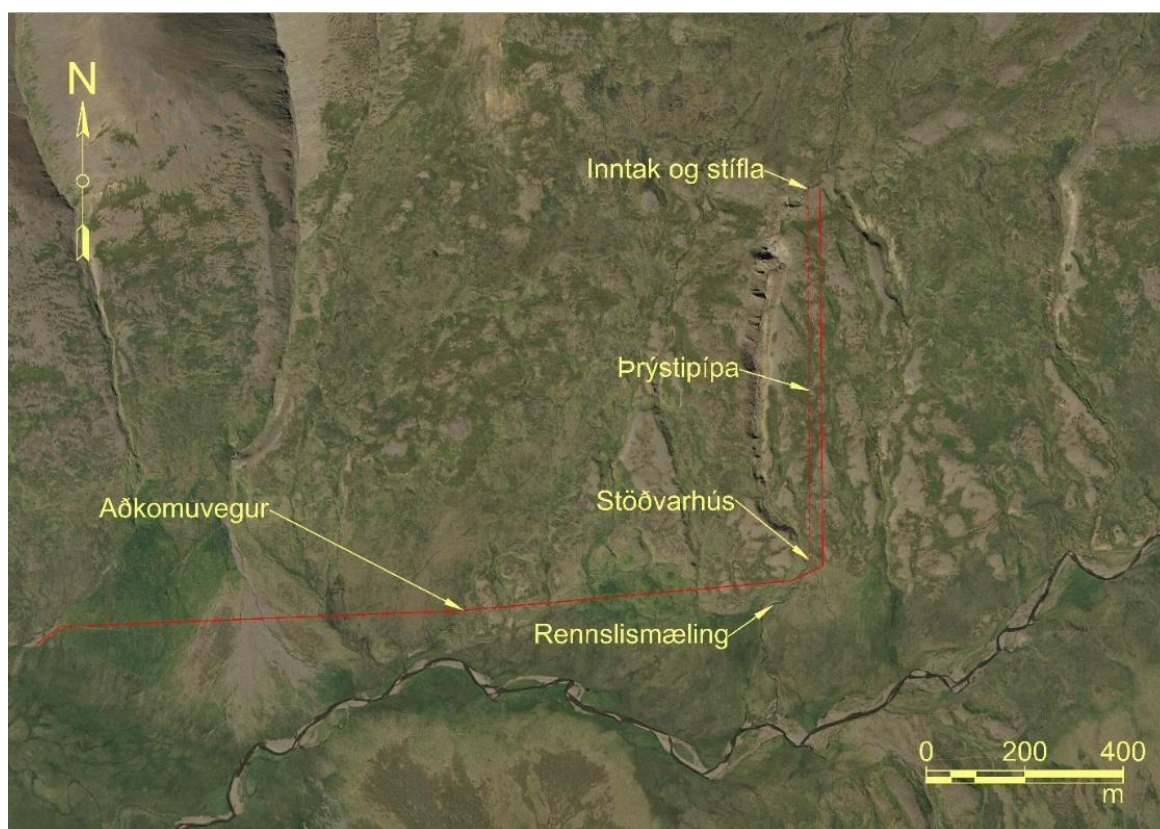 N
Inntak og stífla
Þrýstipípa
Aðkomuvegur
Stöðvarhús
Rennslismæling
0 200 400
m